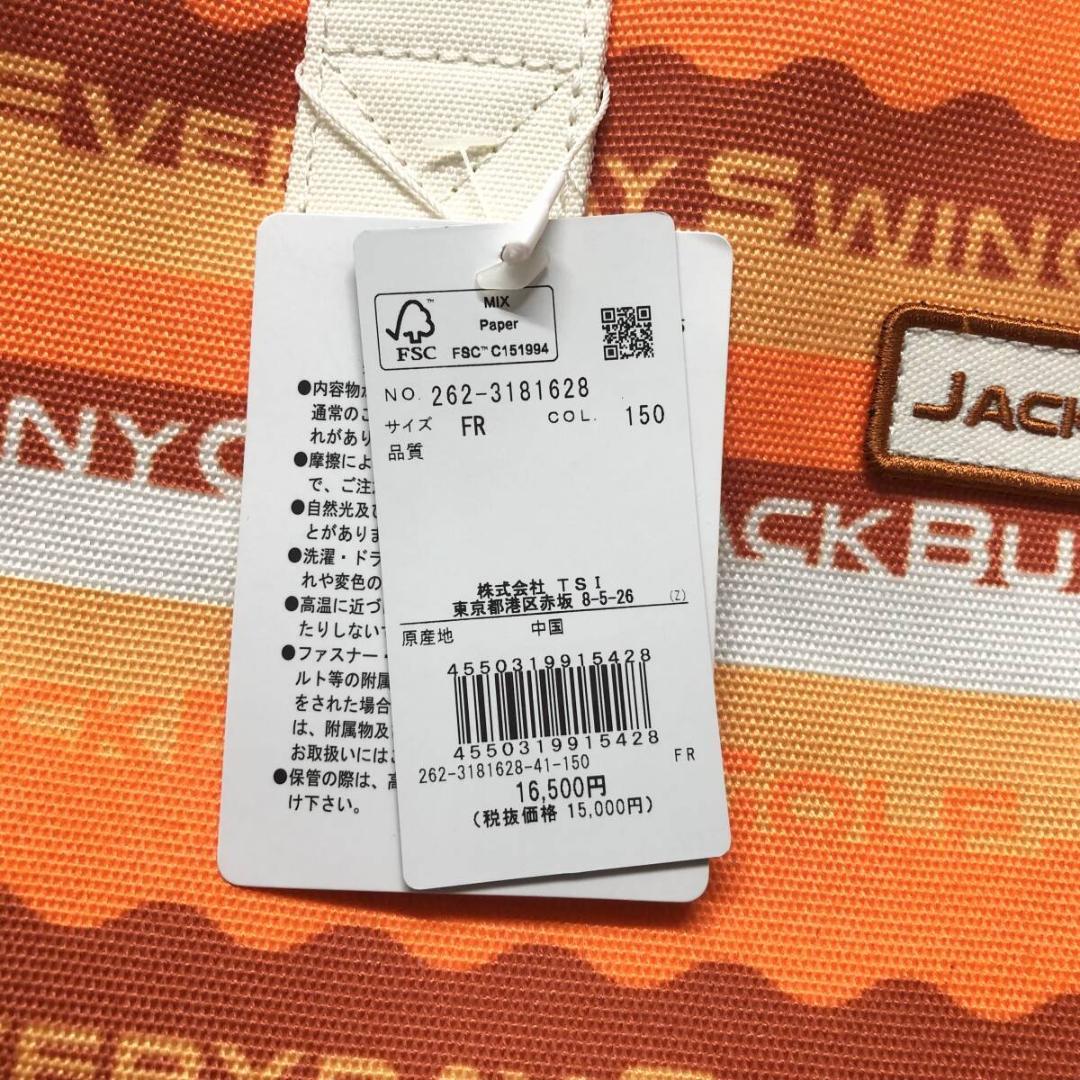 EVERY
Y SWING
NYC
ACKBU
JACK
MIX
Paper
FSC
FSC™ C151994
NO. 262-3181628
サイズ FR COL. 150
品質
株式会社 TSI
東京都港区赤坂 8-5-26 (Z)
原産地 中国
4550319915428
4550319915428
262-3181628-41-150 FR
16,500円
(税抜価格 15,000円)
●内容物が
通常のこ
れがあり
●摩擦によ
で、ご注
●自然光及び
とがありま
●洗濯・ドラ
れや変色の
●高温に近づ
たりしない
●ファスナー・
ルト等の附属
をされた場合
は、附属物及
お取扱いには
●保管の際は、高
け下さい。